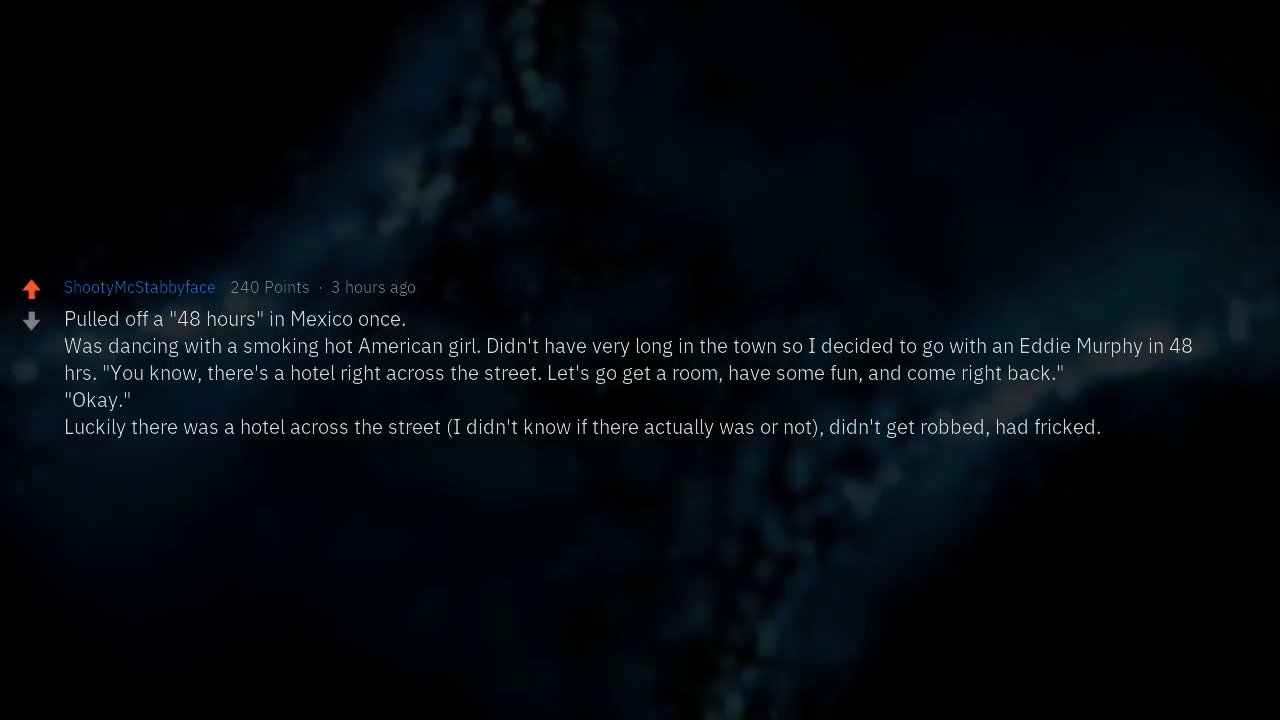 ShootyMcStabbyface 240 Points · 3 hours ago
Pulled off a "48 hours" in Mexico once.
Was dancing with a smoking hot American girl. Didn't have very long in the town so I decided to go with an Eddie Murphy in 48
hrs. "You know, there's a hotel right across the street. Let's go get a room, have some fun, and come right back."
"Okay."
Luckily there was a hotel across the street (I didn't know if there actually was or not), didn't get robbed, had fricked.